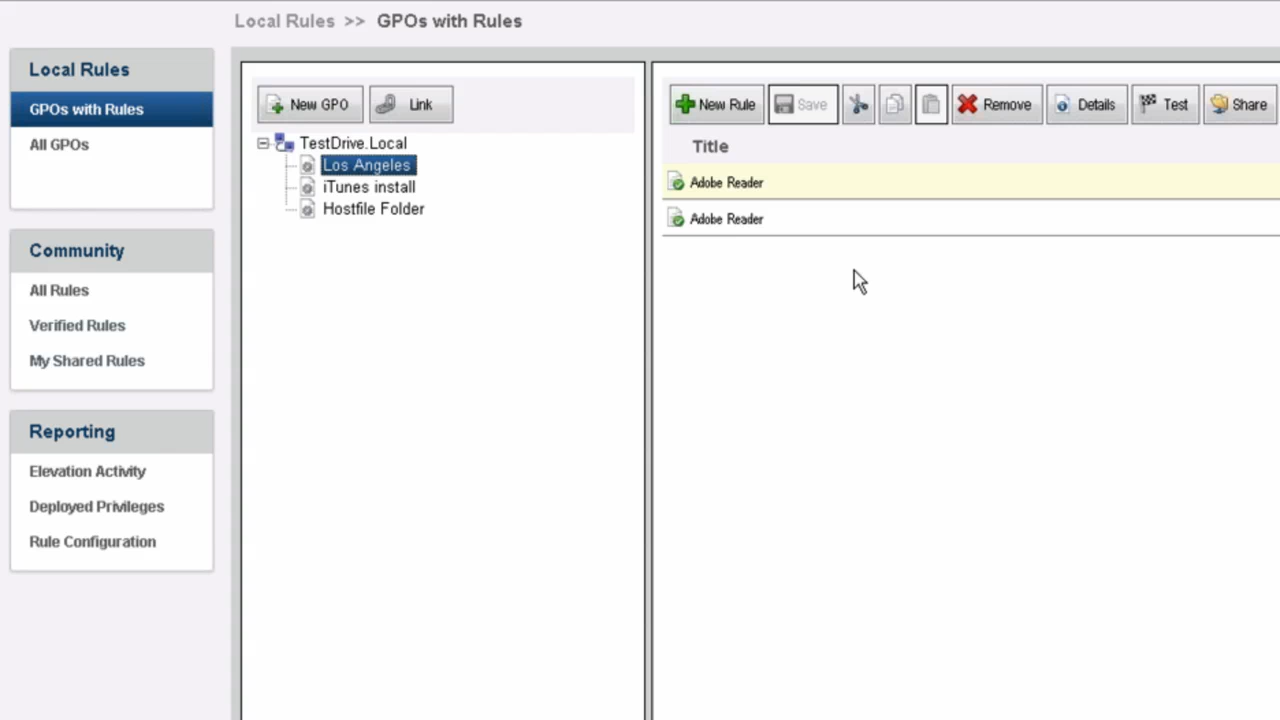 Local Rules >> GPOs with Rules
Local Rules
GPOs with Rules
All GPOs
Community
All Rules
Verified Rules
My Shared Rules
Reporting
Elevation Activity
Deployed Privileges
Rule Configuration
New GPO Link
TestDrive.Local
Los Angeles
iTunes install
Hostfile Folder
New Rule Save Remove Details Test Share
Title
Adobe Reader
Adobe Reader